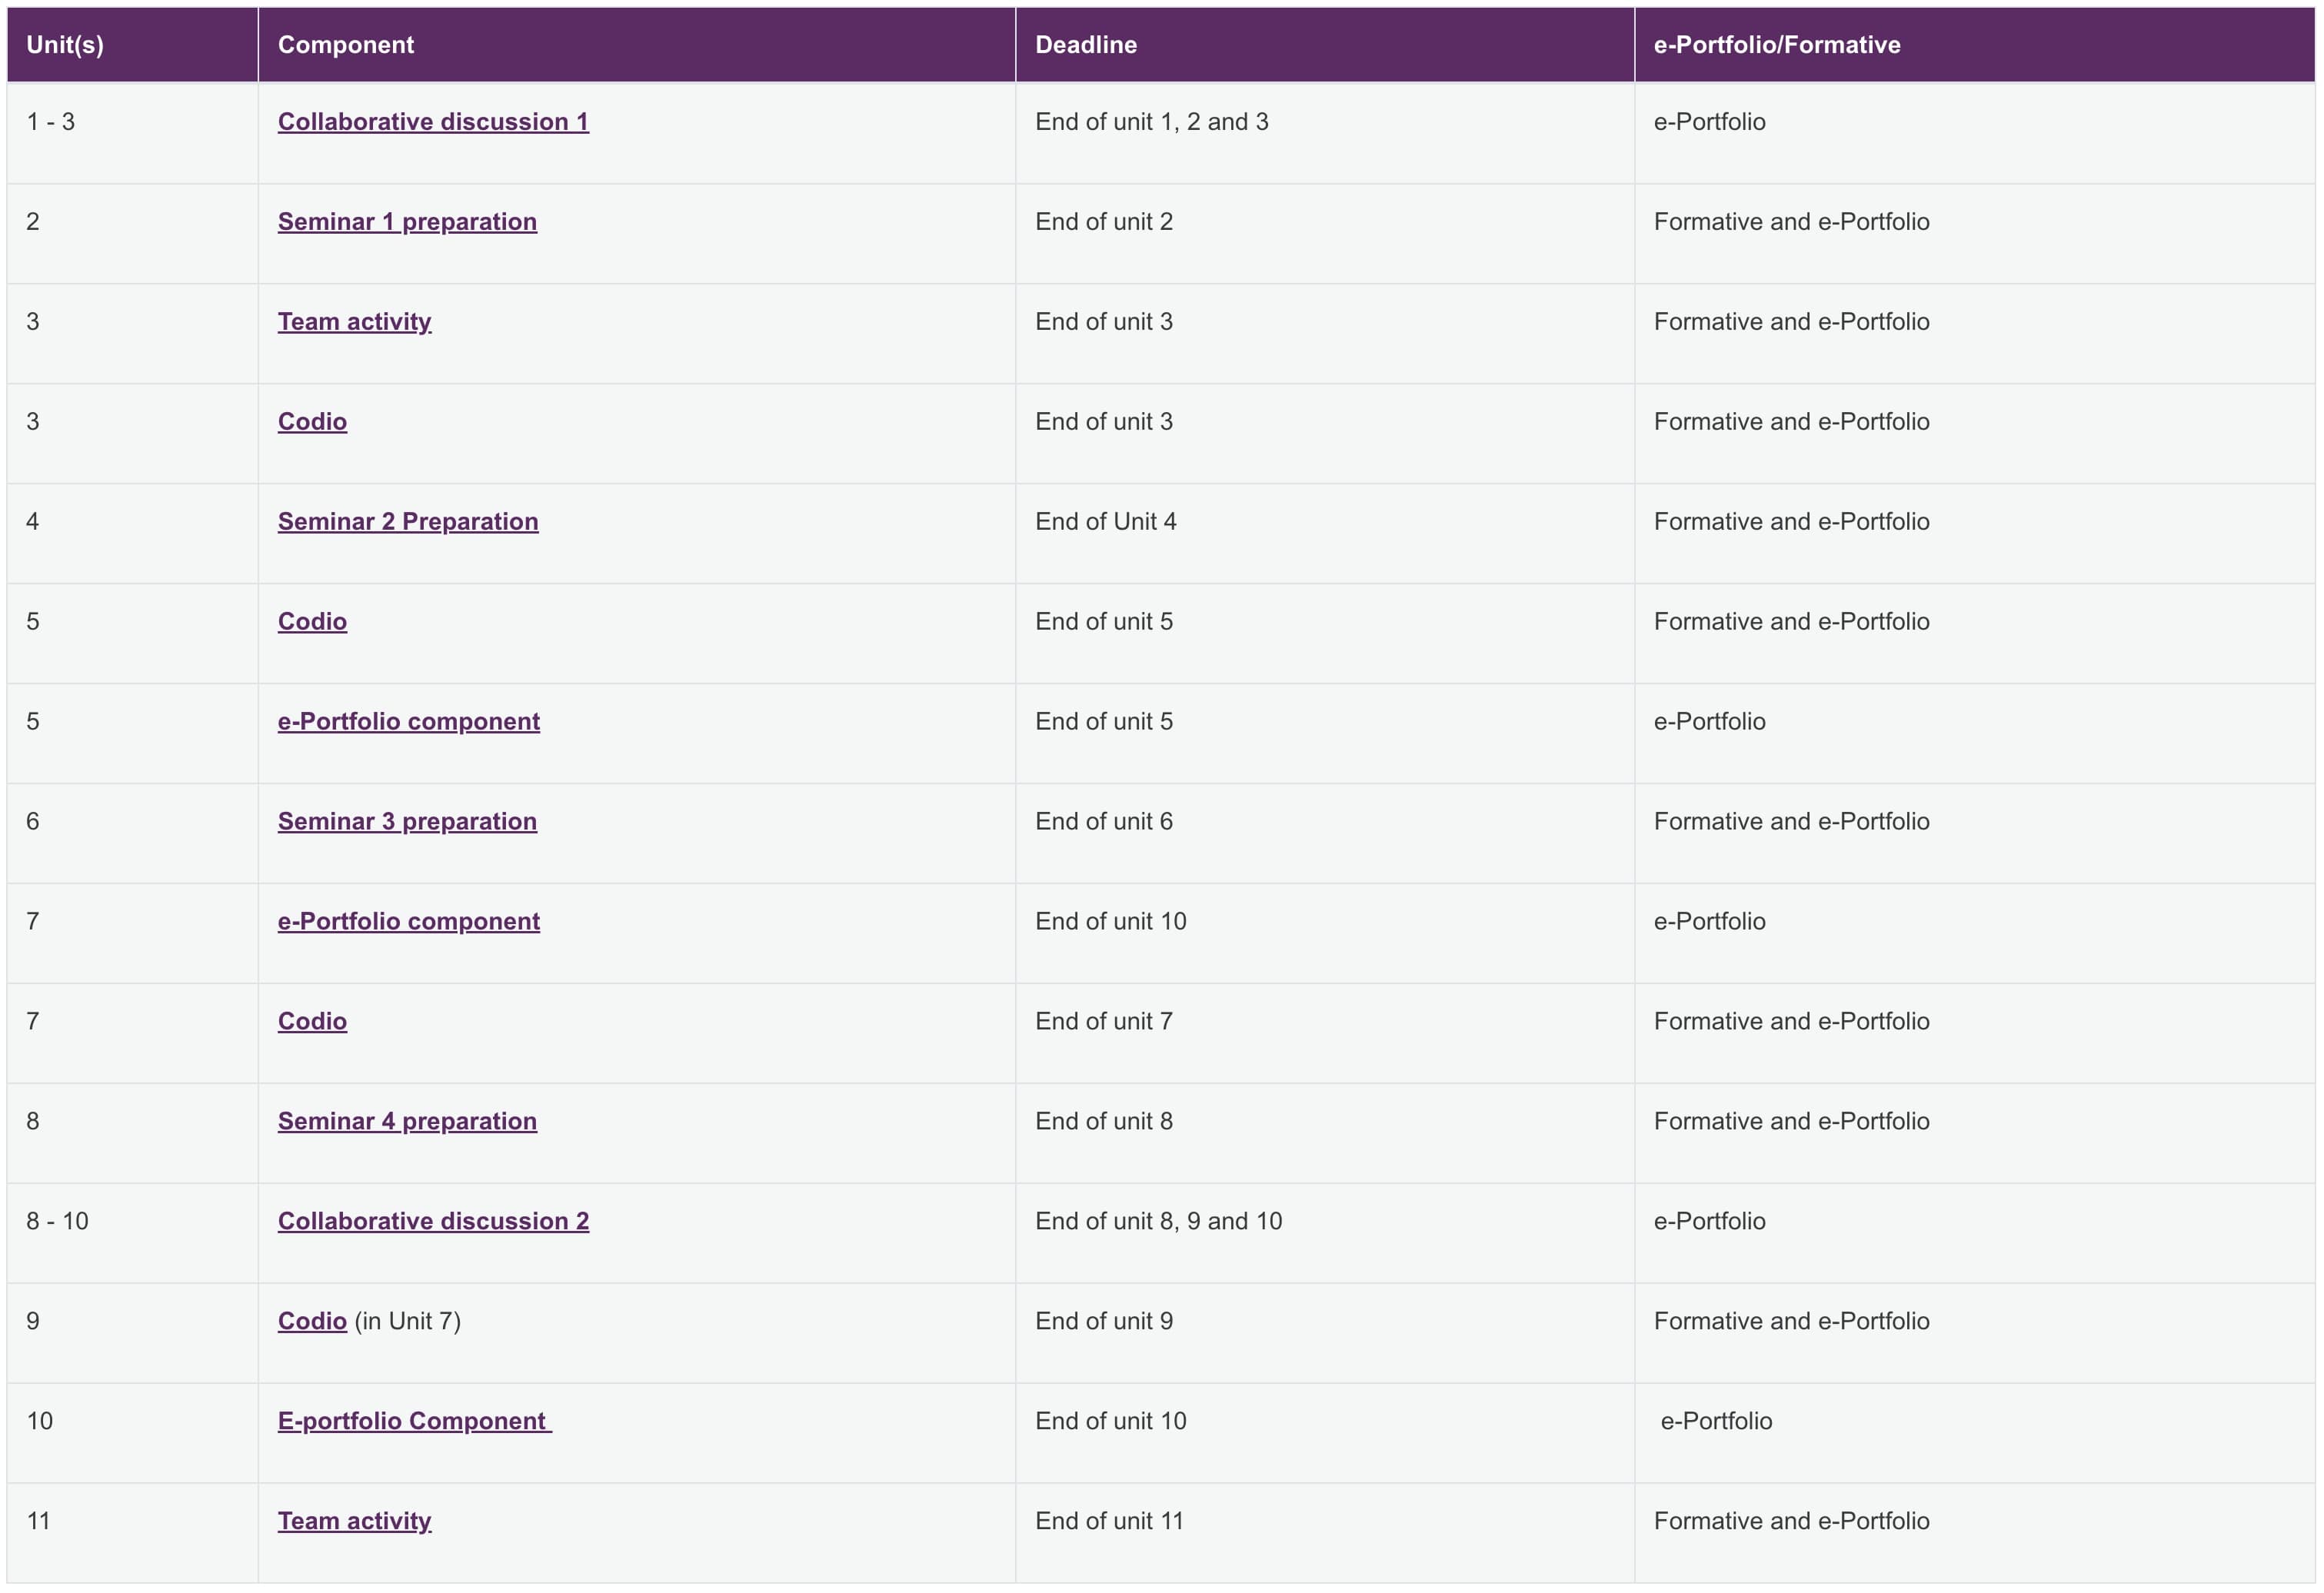 Unit(s) Component Deadline e-Portfolio/Formative
1 - 3 Collaborative discussion 1 End of unit 1, 2 and 3 e-Portfolio
2 Seminar 1 preparation End of unit 2 Formative and e-Portfolio
3 Team activity End of unit 3 Formative and e-Portfolio
3 Codio End of unit 3 Formative and e-Portfolio
4 Seminar 2 Preparation End of Unit 4 Formative and e-Portfolio
5 Codio End of unit 5 Formative and e-Portfolio
5 e-Portfolio component End of unit 5 e-Portfolio
6 Seminar 3 preparation End of unit 6 Formative and e-Portfolio
7 e-Portfolio component End of unit 10 e-Portfolio
7 Codio End of unit 7 Formative and e-Portfolio
8 Seminar 4 preparation End of unit 8 Formative and e-Portfolio
8 - 10 Collaborative discussion 2 End of unit 8, 9 and 10 e-Portfolio
9 Codio (in Unit 7) End of unit 9 Formative and e-Portfolio
10 E-portfolio Component End of unit 10 e-Portfolio
11 Team activity End of unit 11 Formative and e-Portfolio